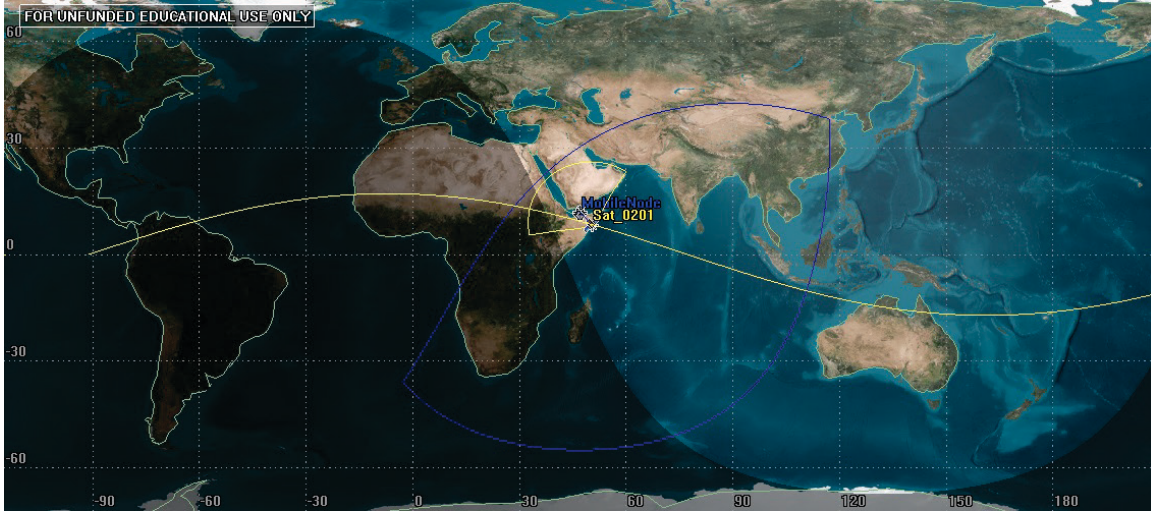 FOR UNFUNDED EDUCATIONAL USE ONLY
60
30
MobileNode
Sat_0201
0
-30
-60
-90 -60 -30 0 30 60 90 120 150 180